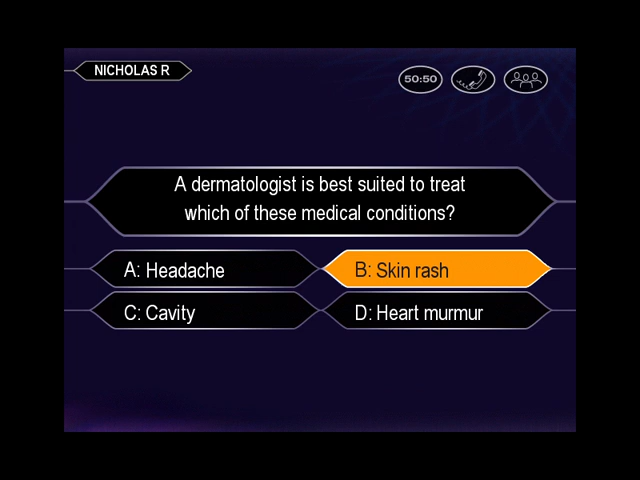 NICHOLAS R
50:50
A dermatologist is best suited to treat
which of these medical conditions?
A: Headache
B: Skin rash
C: Cavity
D: Heart murmur